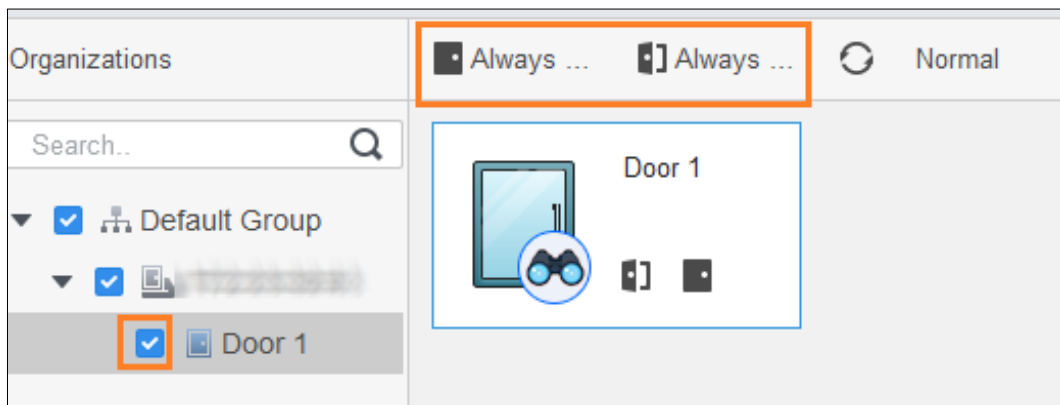 Organizations
Always ...
Always ...
Normal
Search..
Door 1
Default Group
Door 1